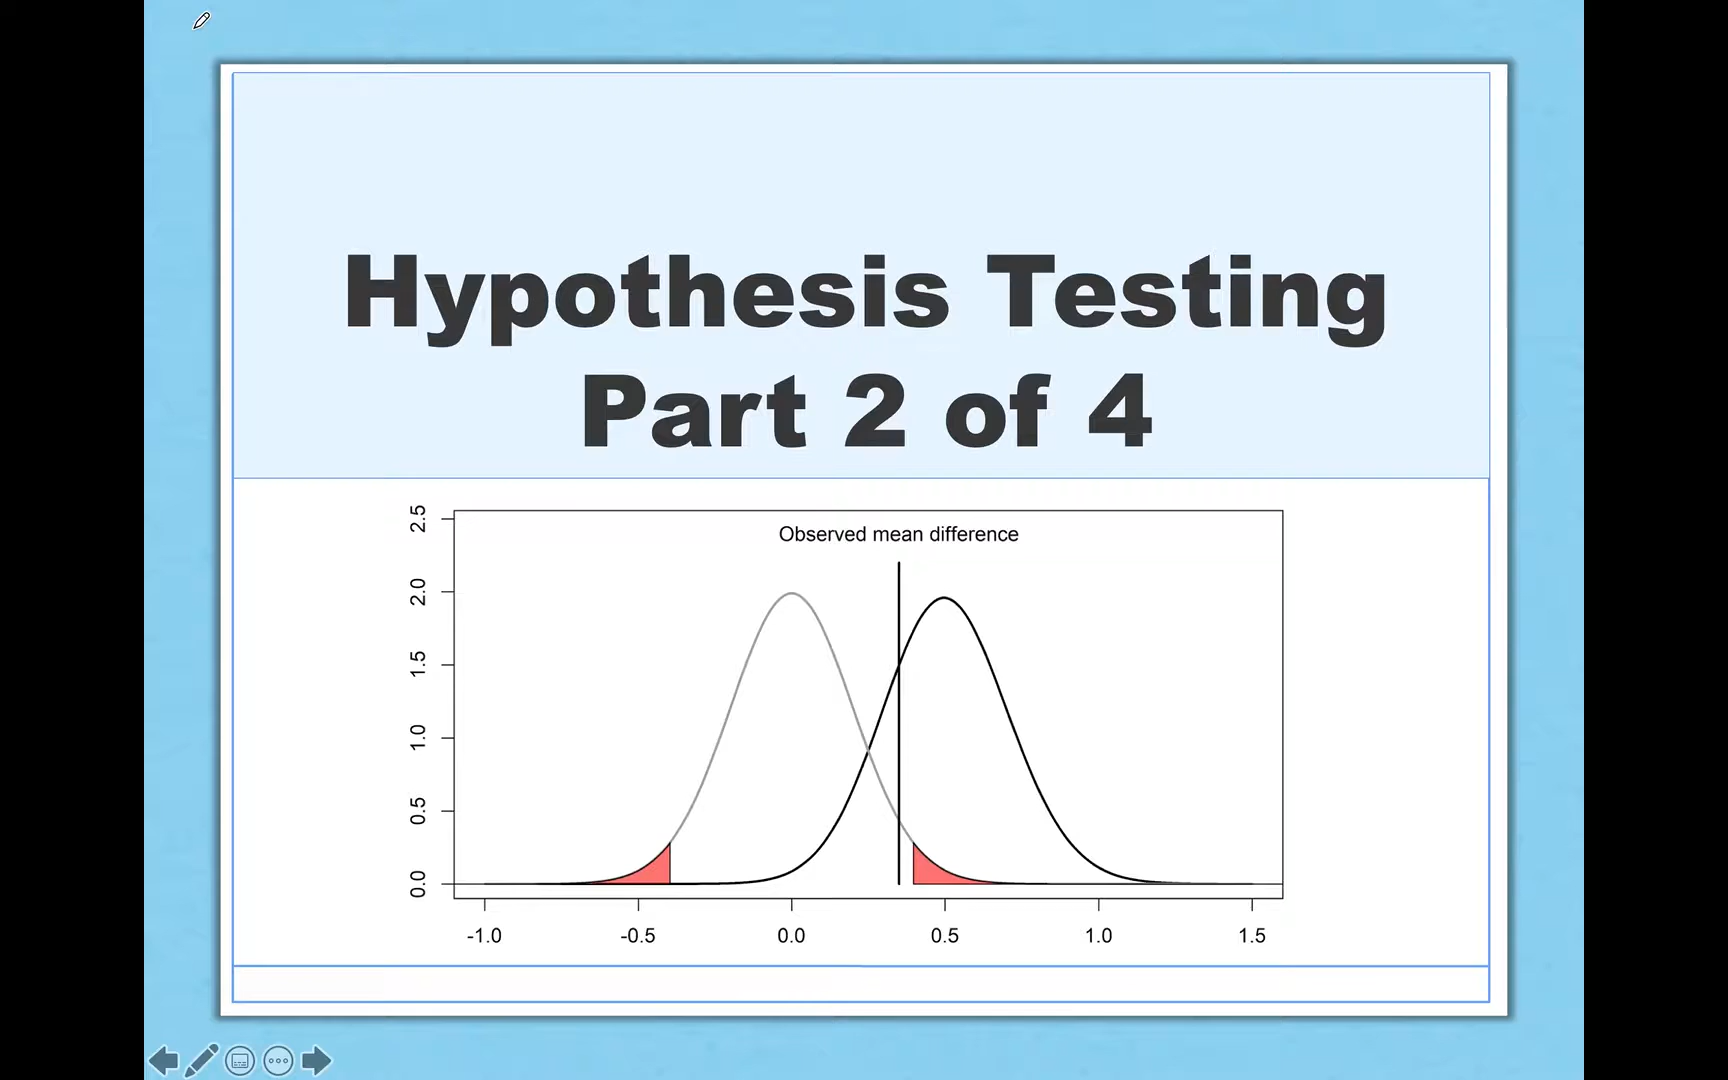 Hypothesis Testing
Part 2 of 4
Observed mean difference
2.5
2.0
1.5
1.0
0.5
0.0
-1.0 -0.5 0.0 0.5 1.0 1.5